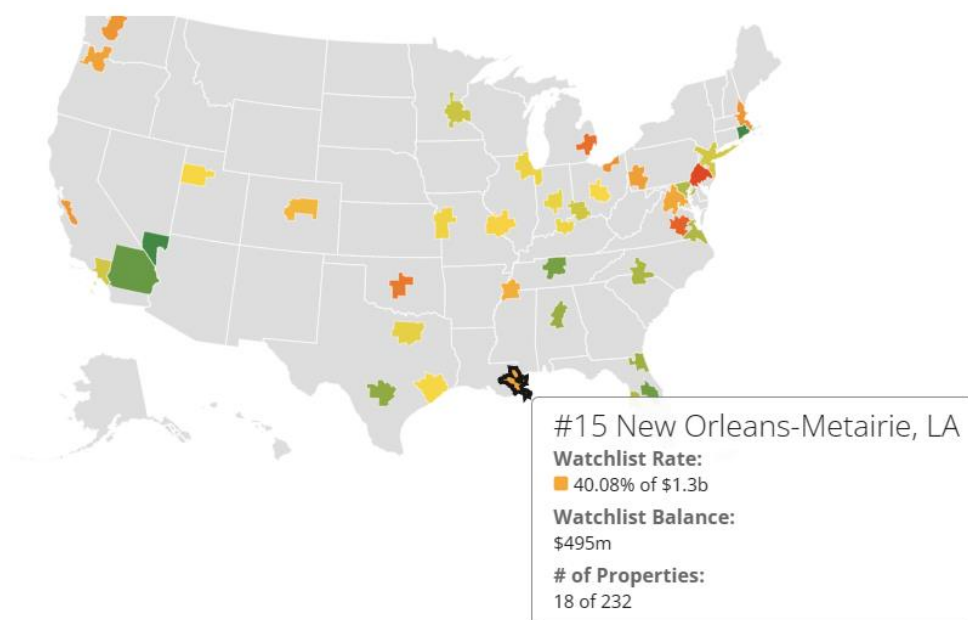 #15 New Orleans-Metairie, LA
Watchlist Rate:
40.08% of $1.3b
Watchlist Balance:
$495m
# of Properties:
18 of 232